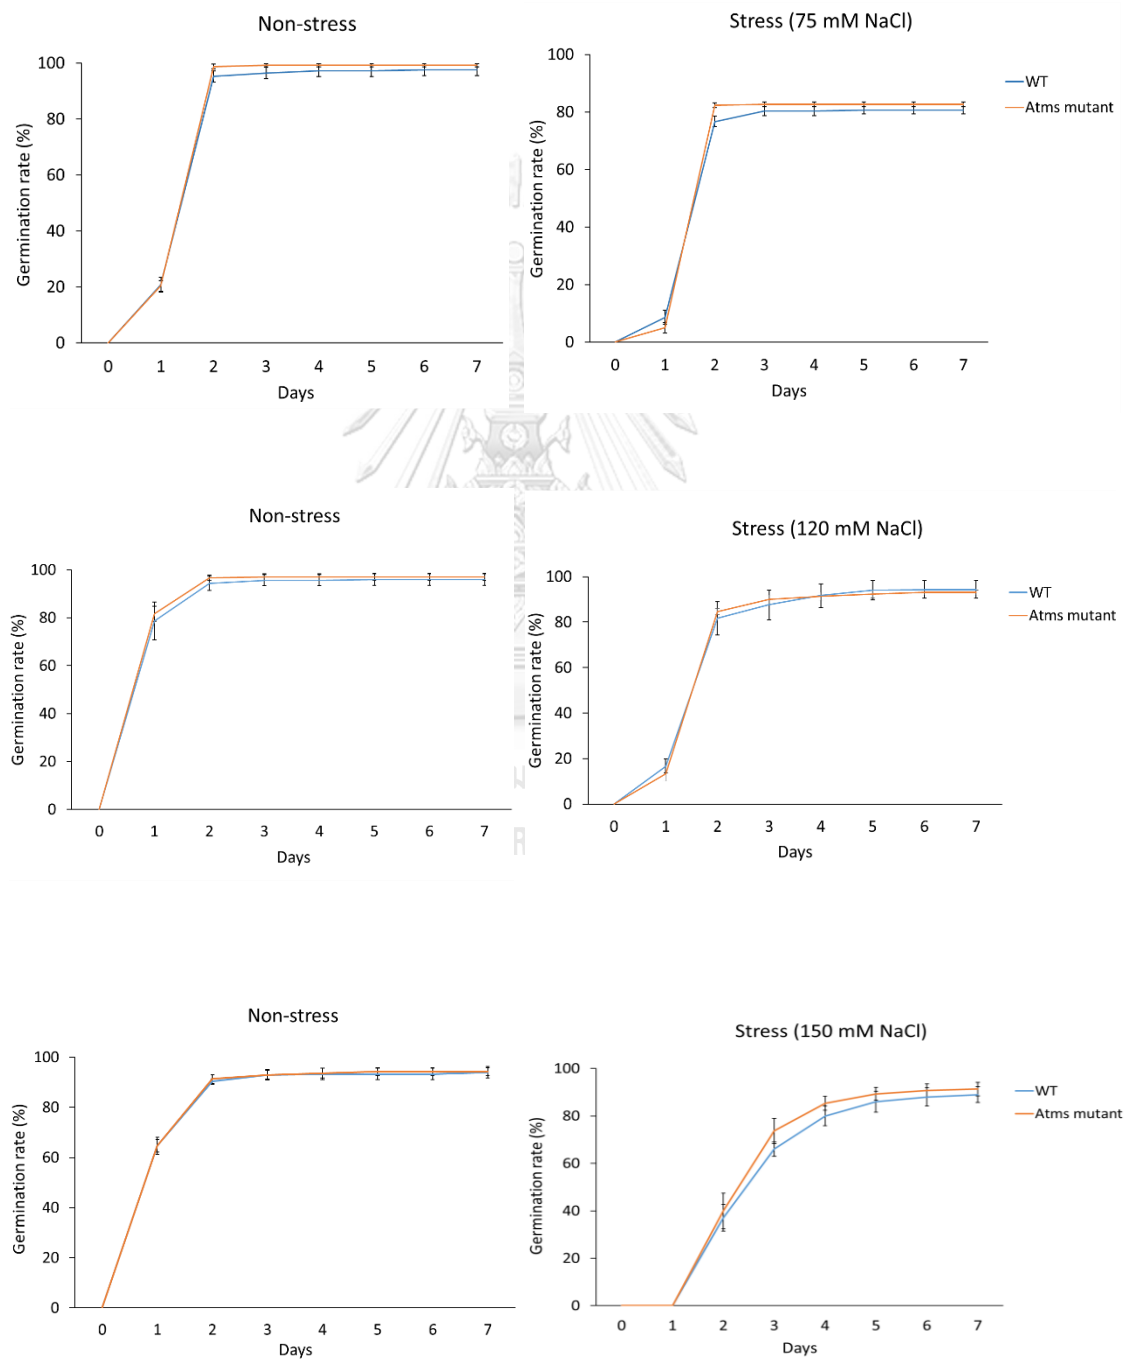 Non-stress
Stress (75 mM NaCl)
Germination rate (%)
100
80
60
40
20
0
0 1 2 3 4 5 6 7
Days
Germination rate (%)
100
80
60
40
20
0
0 1 2 3 4 5 6 7
Days
WT
Atms mutant
Non-stress
Stress (120 mM NaCl)
Germination rate (%)
100
80
60
40
20
0
0 1 2 3 4 5 6 7
Days
Germination rate (%)
100
80
60
40
20
0
0 1 2 3 4 5 6 7
Days
WT
Atms mutant
Non-stress
Stress (150 mM NaCl)
Germination rate (%)
100
80
60
40
20
0
0 1 2 3 4 5 6 7
Days
Germination rate (%)
100
80
60
40
20
0
0 1 2 3 4 5 6 7
Days
WT
Atms mutant